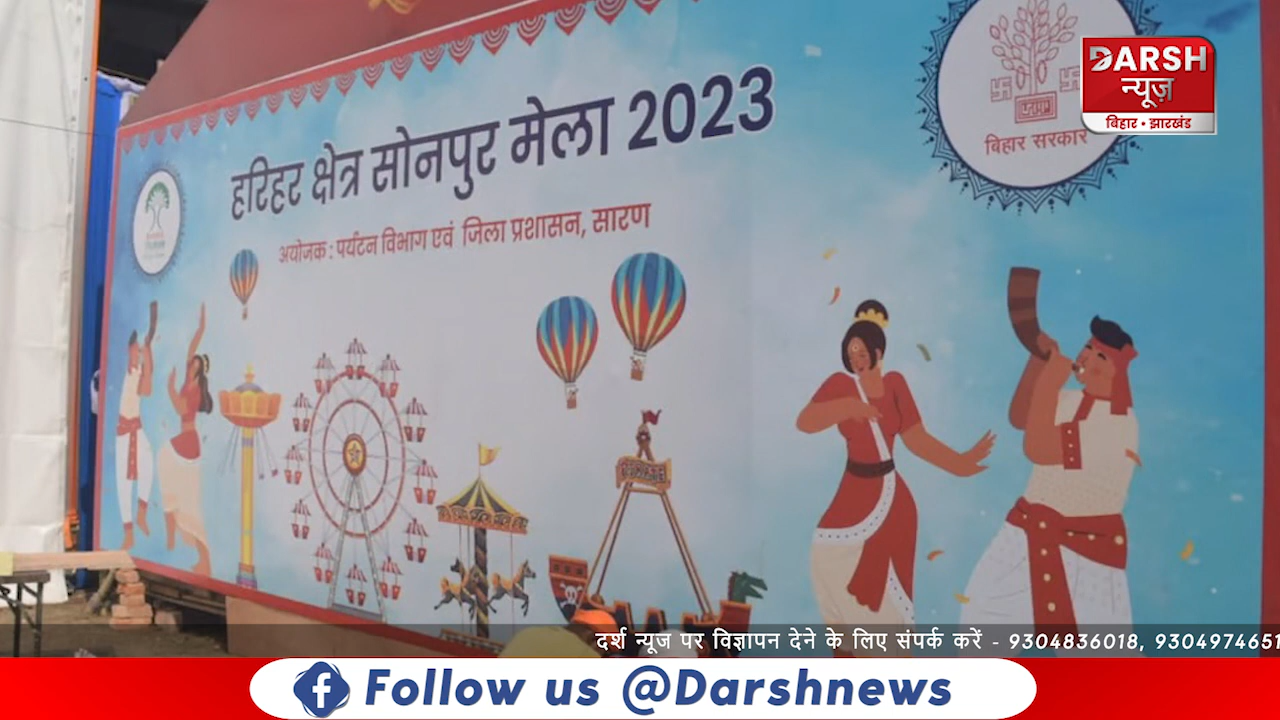 DARSH
न्यूज़
बिहार • झारखंड
बिहार सरकार
हरिहर क्षेत्र सोनपुर मेला 2023
अयोजक : पर्यटन विभाग एवं जिला प्रशासन, सारण
दर्श न्यूज पर विज्ञापन देने के लिए संपर्क करें - 9304836018, 9304974651
Follow us @Darshnews